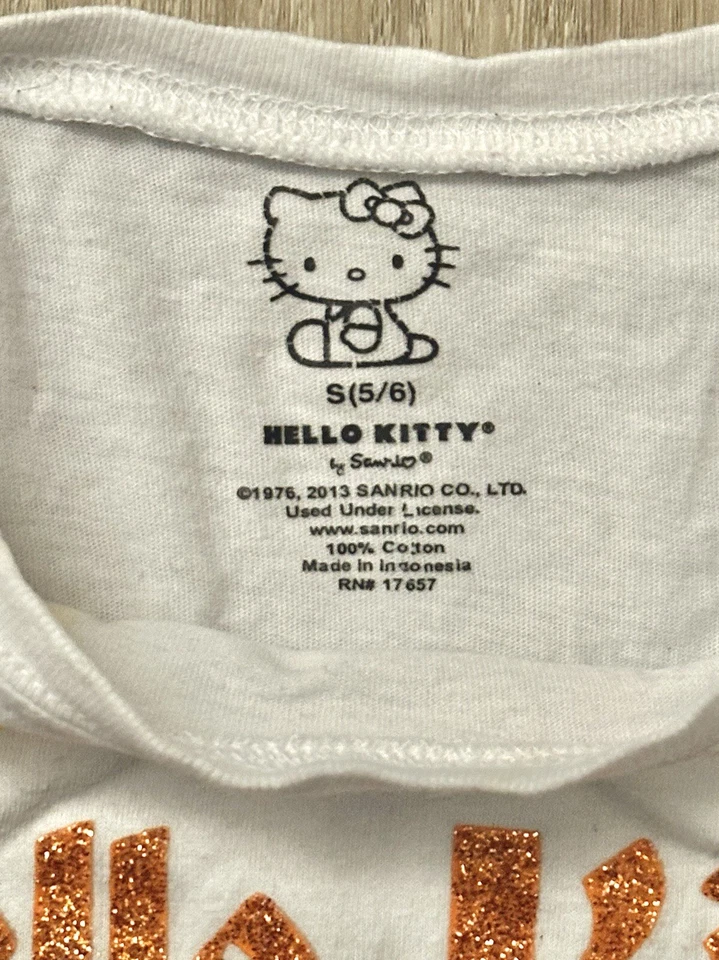 S(5/6)
HELLO KITTY®
by Sanrio®
©1976, 2013 SANRIO CO., LTD.
Used Under License.
www.sanrio.com
100% Cotton
Made in Indonesia
RN# 17657